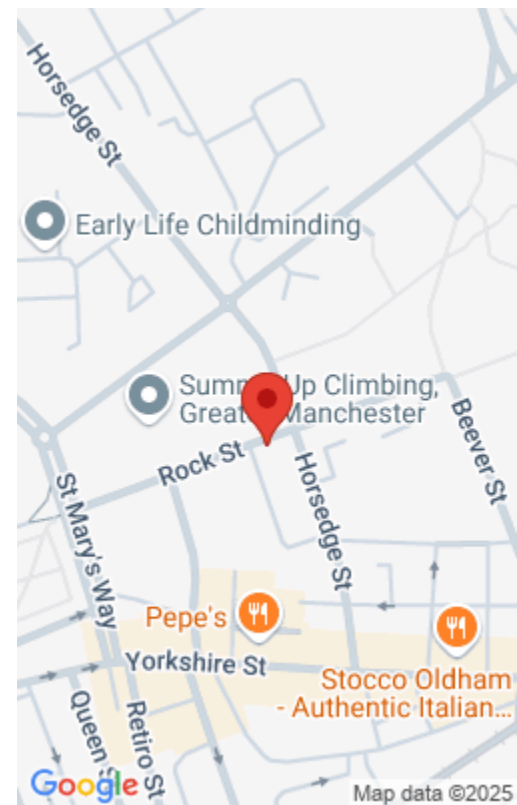 Horsedge St
Early Life Childminding
Summit Up Climbing,
Greater Manchester
Rock St
Horsedge St
Beever St
St Mary's Way
Pepe's
Yorkshire St
Stocco Oldham
- Authentic Italian...
Queen
Retiro St
Google
Map data ©2025